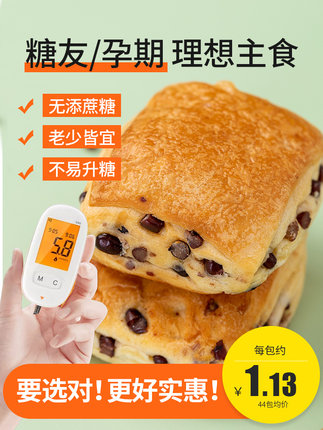 糖友/孕期 理想主食
无添蔗糖
老少皆宜
不易升糖
5.8
M C
要选对！更好实惠！
每包约
¥1.13
44包均价